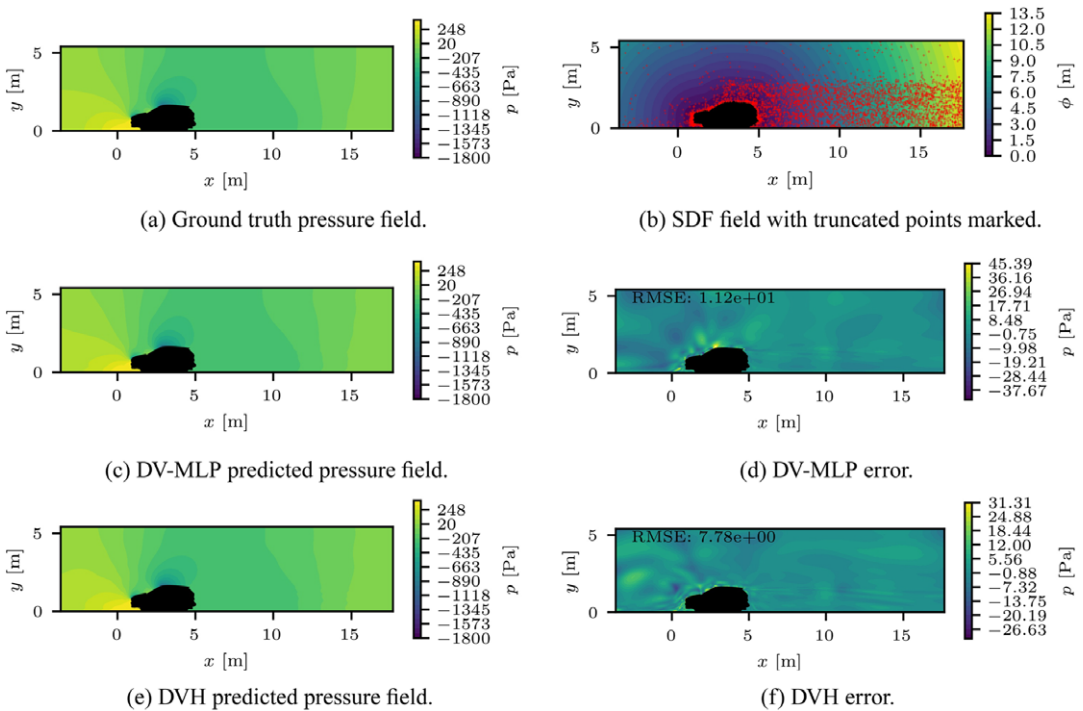 248
20
−207
−435
−663
−890
−1118
−1345
−1573
−1800
p [Pa]
5
0
y [m]
0 5 10 15
x [m]
(a) Ground truth pressure field.
13.5
12.0
10.5
9.0
7.5
6.0
4.5
3.0
1.5
0.0
ϕ [m]
5
0
y [m]
0 5 10 15
x [m]
(b) SDF field with truncated points marked.
248
20
−207
−435
−663
−890
−1118
−1345
−1573
−1800
p [Pa]
5
0
y [m]
0 5 10 15
x [m]
(c) DV-MLP predicted pressure field.
RMSE: 1.12e+01
45.39
36.16
26.94
17.71
8.48
−0.75
−9.98
−19.21
−28.44
−37.67
p [Pa]
5
0
y [m]
0 5 10 15
x [m]
(d) DV-MLP error.
248
20
−207
−435
−663
−890
−1118
−1345
−1573
−1800
p [Pa]
5
0
y [m]
0 5 10 15
x [m]
(e) DVH predicted pressure field.
RMSE: 7.78e+00
31.31
24.88
18.44
12.00
5.56
−0.88
−7.32
−13.75
−20.19
−26.63
p [Pa]
5
0
y [m]
0 5 10 15
x [m]
(f) DVH error.